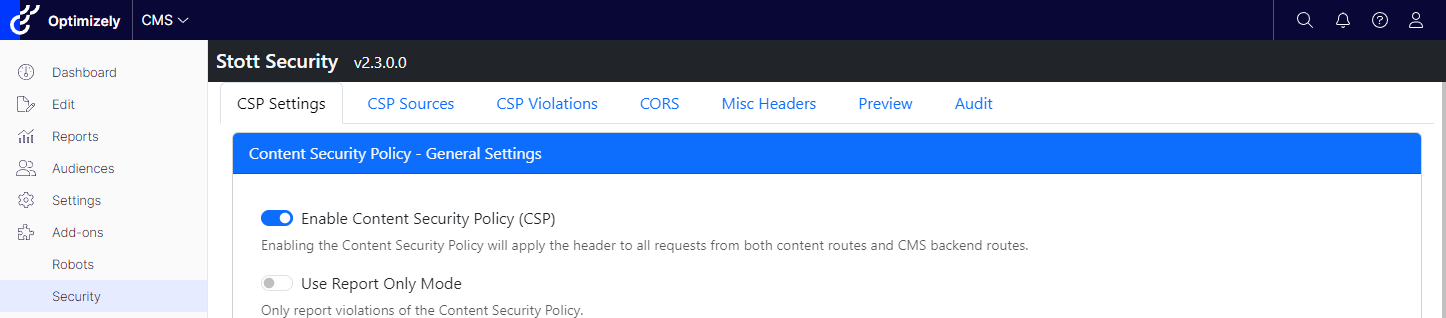 Optimizely CMS
Stott Security v2.3.0.0
Dashboard
Edit
Reports
Audiences
Settings
Add-ons
Robots
Security
CSP Settings CSP Sources CSP Violations CORS Misc Headers Preview Audit
Content Security Policy - General Settings
Enable Content Security Policy (CSP)
Enabling the Content Security Policy will apply the header to all requests from both content routes and CMS backend routes.
Use Report Only Mode
Only report violations of the Content Security Policy.